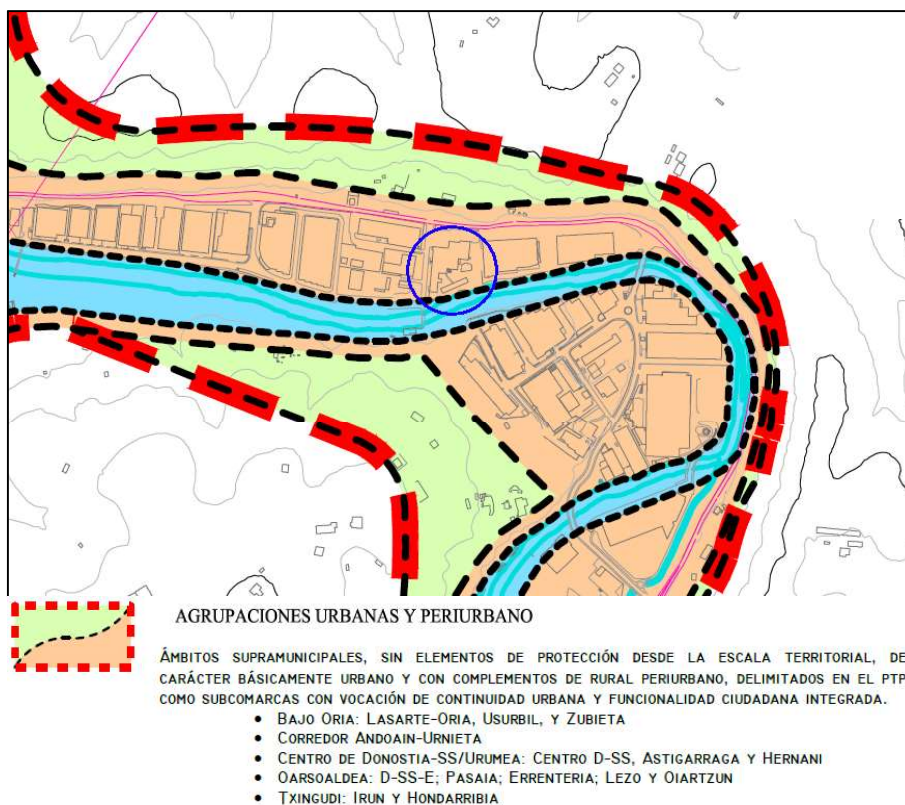 AGRUPACIONES URBANAS Y PERIURBANO
ÁMBITOS SUPRAMUNICIPALES, SIN ELEMENTOS DE PROTECCIÓN DESDE LA ESCALA TERRITORIAL, DE
CARÁCTER BÁSICAMENTE URBANO Y CON COMPLEMENTOS DE RURAL PERIURBANO, DELIMITADOS EN EL PTP
COMO SUBCOMARCAS CON VOCACIÓN DE CONTINUIDAD URBANA Y FUNCIONALIDAD CIUDADANA INTEGRADA.
• BAJO ORIA: LASARTE-ORIA, USURBIL, Y ZUBIETA
• CORREDOR ANDOAIN-URNIETA
• CENTRO DE DONOSTIA-SS/URUMEA: CENTRO D-SS, ASTIGARRAGA Y HERNANI
• OARSOALDEA: D-SS-E; PASAIA; ERRENTERIA; LEZO Y OIARTZUN
• TXINGUDI: IRUN Y HONDARRIBIA